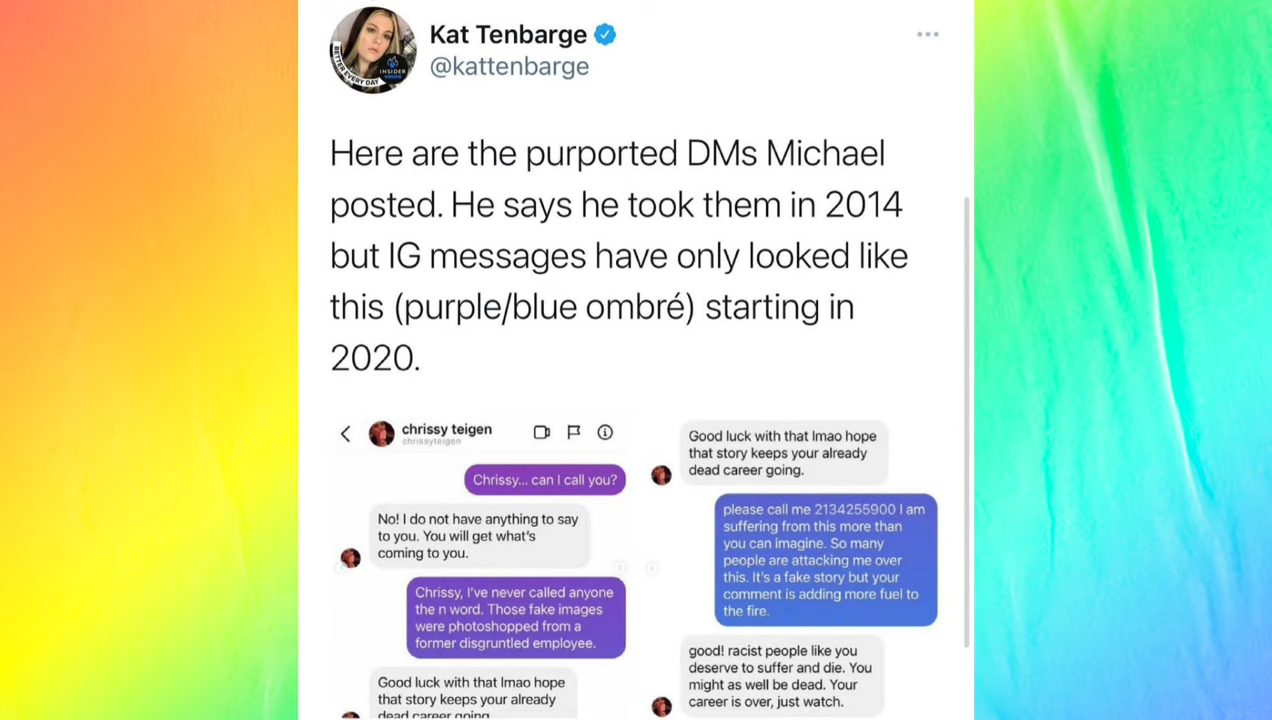 Kat Tenbarge
@kattenbarge
BETTER EVERY DAY
INSIDER
Here are the purported DMs Michael
posted. He says he took them in 2014
but IG messages have only looked like
this (purple/blue ombré) starting in
2020.
chrissy teigen
chrissyteigen
Chrissy... can I call you?
No! I do not have anything to say
to you. You will get what's
coming to you.
Chrissy, I've never called anyone
the n word. Those fake images
were photoshopped from a
former disgruntled employee.
Good luck with that lmao hope
that story keeps your already
dead career going
Good luck with that lmao hope
that story keeps your already
dead career going.
please call me 2134255900 I am
suffering from this more than
you can imagine. So many
people are attacking me over
this. It's a fake story but your
comment is adding more fuel to
the fire.
good! racist people like you
deserve to suffer and die. You
might as well be dead. Your
career is over, just watch.